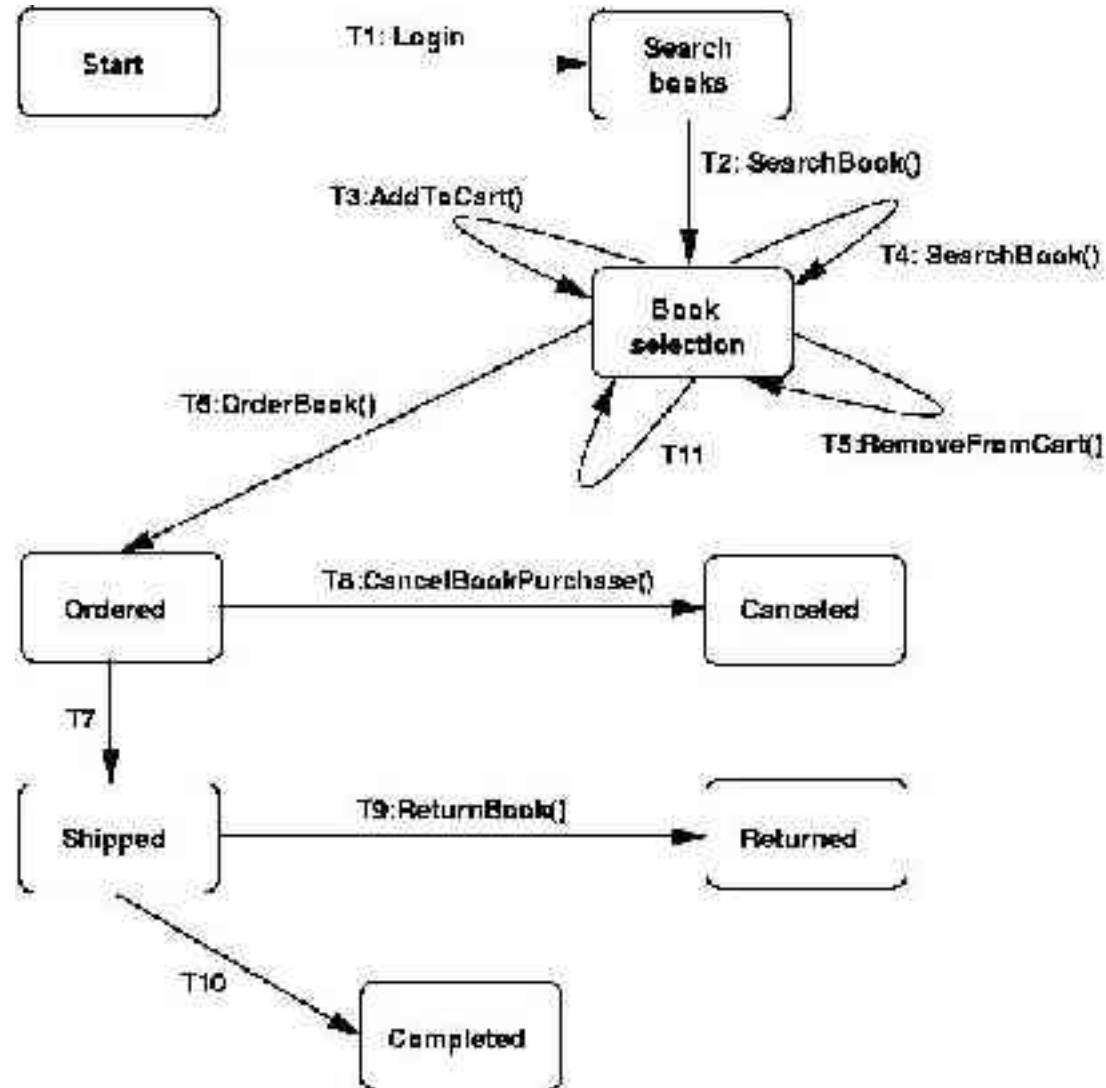 Start
T1: Login
Search
books
T2: SearchBook()
T3:AddToCart()
T4: SearchBook()
Book
selection
T6:OrderBook()
T11
T5:RemoveFromCart()
Ordered
T8:CancelBookPurchase()
Canceled
T7
Shipped
T9:ReturnBook()
Returned
T10
Completed